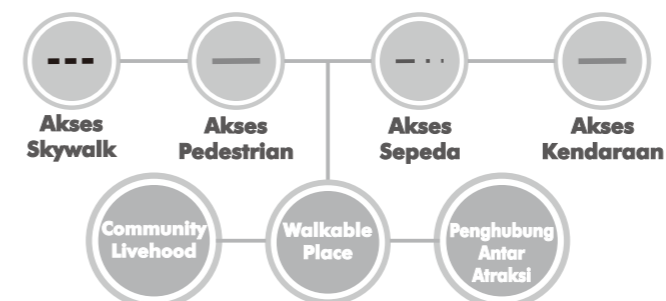 Akses
Skywalk
Akses
Pedestrian
Akses
Sepeda
Akses
Kendaraan
Community
Livehood
Walkable
Place
Penghubung
Antar
Atraksi